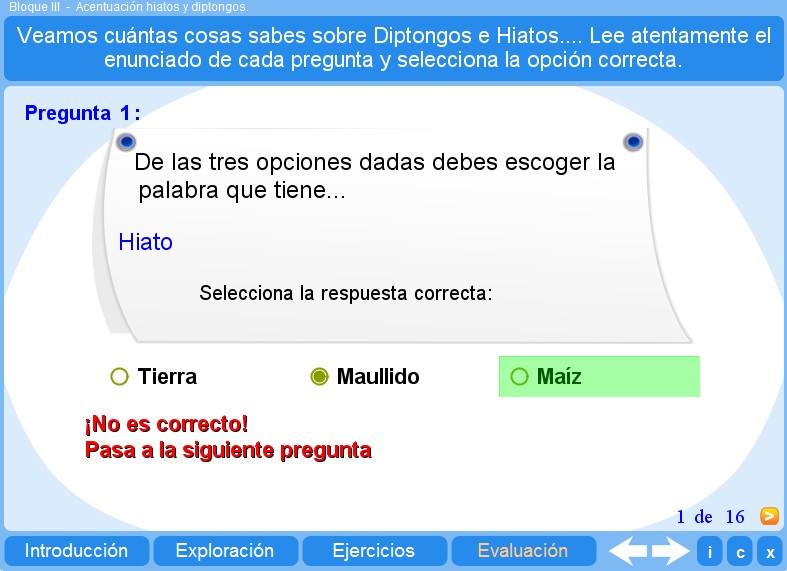 Bloque III - Acentuación hiatos y diptongos.
Veamos cuántas cosas sabes sobre Diptongos e Hiatos.... Lee atentamente el
enunciado de cada pregunta y selecciona la opción correcta.
Pregunta 1:
De las tres opciones dadas debes escoger la
palabra que tiene...
Hiato
Selecciona la respuesta correcta:
Tierra Maullido Maíz
¡No es correcto!
Pasa a la siguiente pregunta
1 de 16 >
Introducción Exploración Ejercicios Evaluación i c x